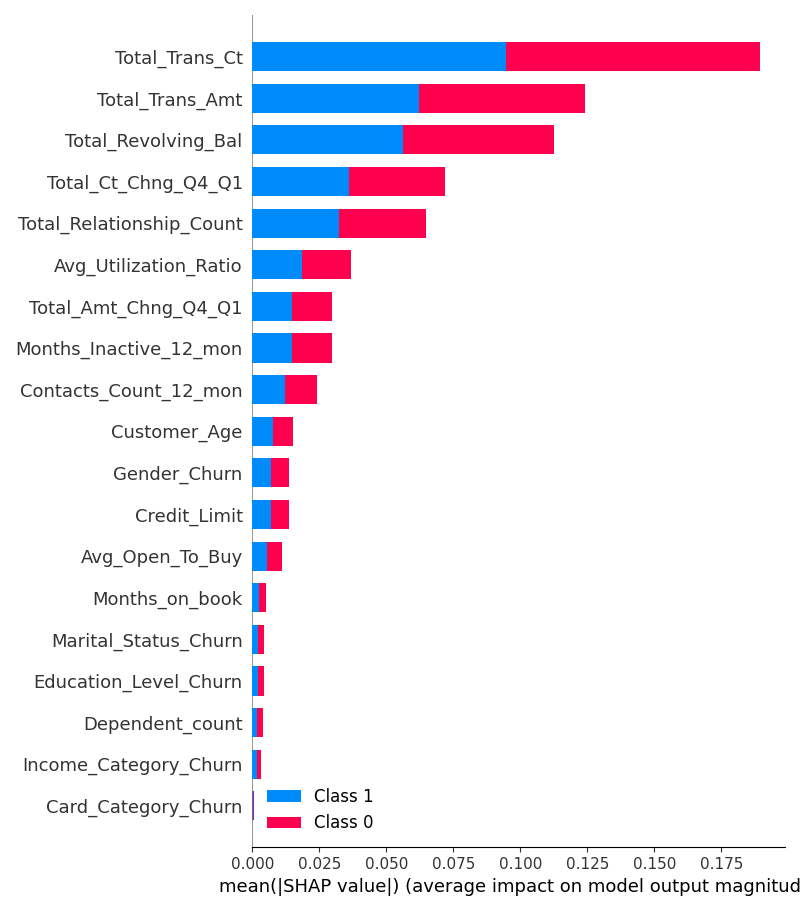 Total_Trans_Ct
Total_Trans_Amt
Total_Revolving_Bal
Total_Ct_Chng_Q4_Q1
Total_Relationship_Count
Avg_Utilization_Ratio
Total_Amt_Chng_Q4_Q1
Months_Inactive_12_mon
Contacts_Count_12_mon
Customer_Age
Gender_Churn
Credit_Limit
Avg_Open_To_Buy
Months_on_book
Marital_Status_Churn
Education_Level_Churn
Dependent_count
Income_Category_Churn
Card_Category_Churn
Class 1
Class 0
0.000 0.025 0.050 0.075 0.100 0.125 0.150 0.175
mean(|SHAP value|) (average impact on model output magnitud